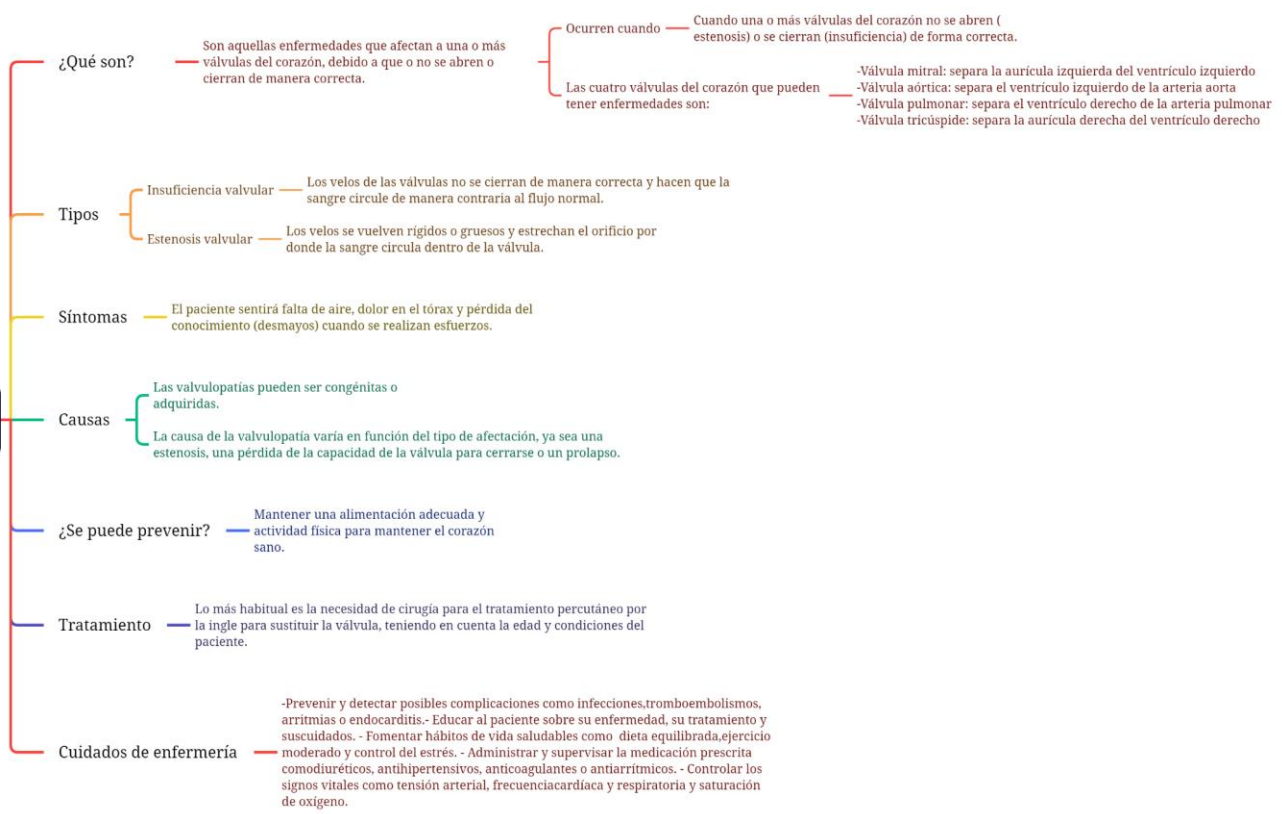 ¿Qué son?
Son aquellas enfermedades que afectan a una o más
válvulas del corazón, debido a que o no se abren o
cierran de manera correcta.
Ocurren cuando
Cuando una o más válvulas del corazón no se abren (
estenosis) o se cierran (insuficiencia) de forma correcta.
Las cuatro válvulas del corazón que pueden
tener enfermedades son:
-Válvula mitral: separa la aurícula izquierda del ventrículo izquierdo
-Válvula aórtica: separa el ventrículo izquierdo de la arteria aorta
-Válvula pulmonar: separa el ventrículo derecho de la arteria pulmonar
-Válvula tricúspide: separa la aurícula derecha del ventrículo derecho
Tipos
Insuficiencia valvular
Los velos de las válvulas no se cierran de manera correcta y hacen que la
sangre circule de manera contraria al flujo normal.
Estenosis valvular
Los velos se vuelven rígidos o gruesos y estrechan el orificio por
donde la sangre circula dentro de la válvula.
Síntomas
El paciente sentirá falta de aire, dolor en el tórax y pérdida del
conocimiento (desmayos) cuando se realizan esfuerzos.
Causas
Las valvulopatías pueden ser congénitas o
adquiridas.
La causa de la valvulopatía varía en función del tipo de afectación, ya sea una
estenosis, una pérdida de la capacidad de la válvula para cerrarse o un prolapso.
¿Se puede prevenir?
Mantener una alimentación adecuada y
actividad física para mantener el corazón
sano.
Tratamiento
Lo más habitual es la necesidad de cirugía para el tratamiento percutáneo por
la ingle para sustituir la válvula, teniendo en cuenta la edad y condiciones del
paciente.
Cuidados de enfermería
-Prevenir y detectar posibles complicaciones como infecciones,tromboembolismos,
arritmias o endocarditis.- Educar al paciente sobre su enfermedad, su tratamiento y
suscuidados. - Fomentar hábitos de vida saludables como  dieta equilibrada,ejercicio
moderado y control del estrés. - Administrar y supervisar la medicación prescrita
comodiuréticos, antihipertensivos, anticoagulantes o antiarrítmicos. - Controlar los
signos vitales como tensión arterial, frecuenciacardíaca y respiratoria y saturación
de oxígeno.